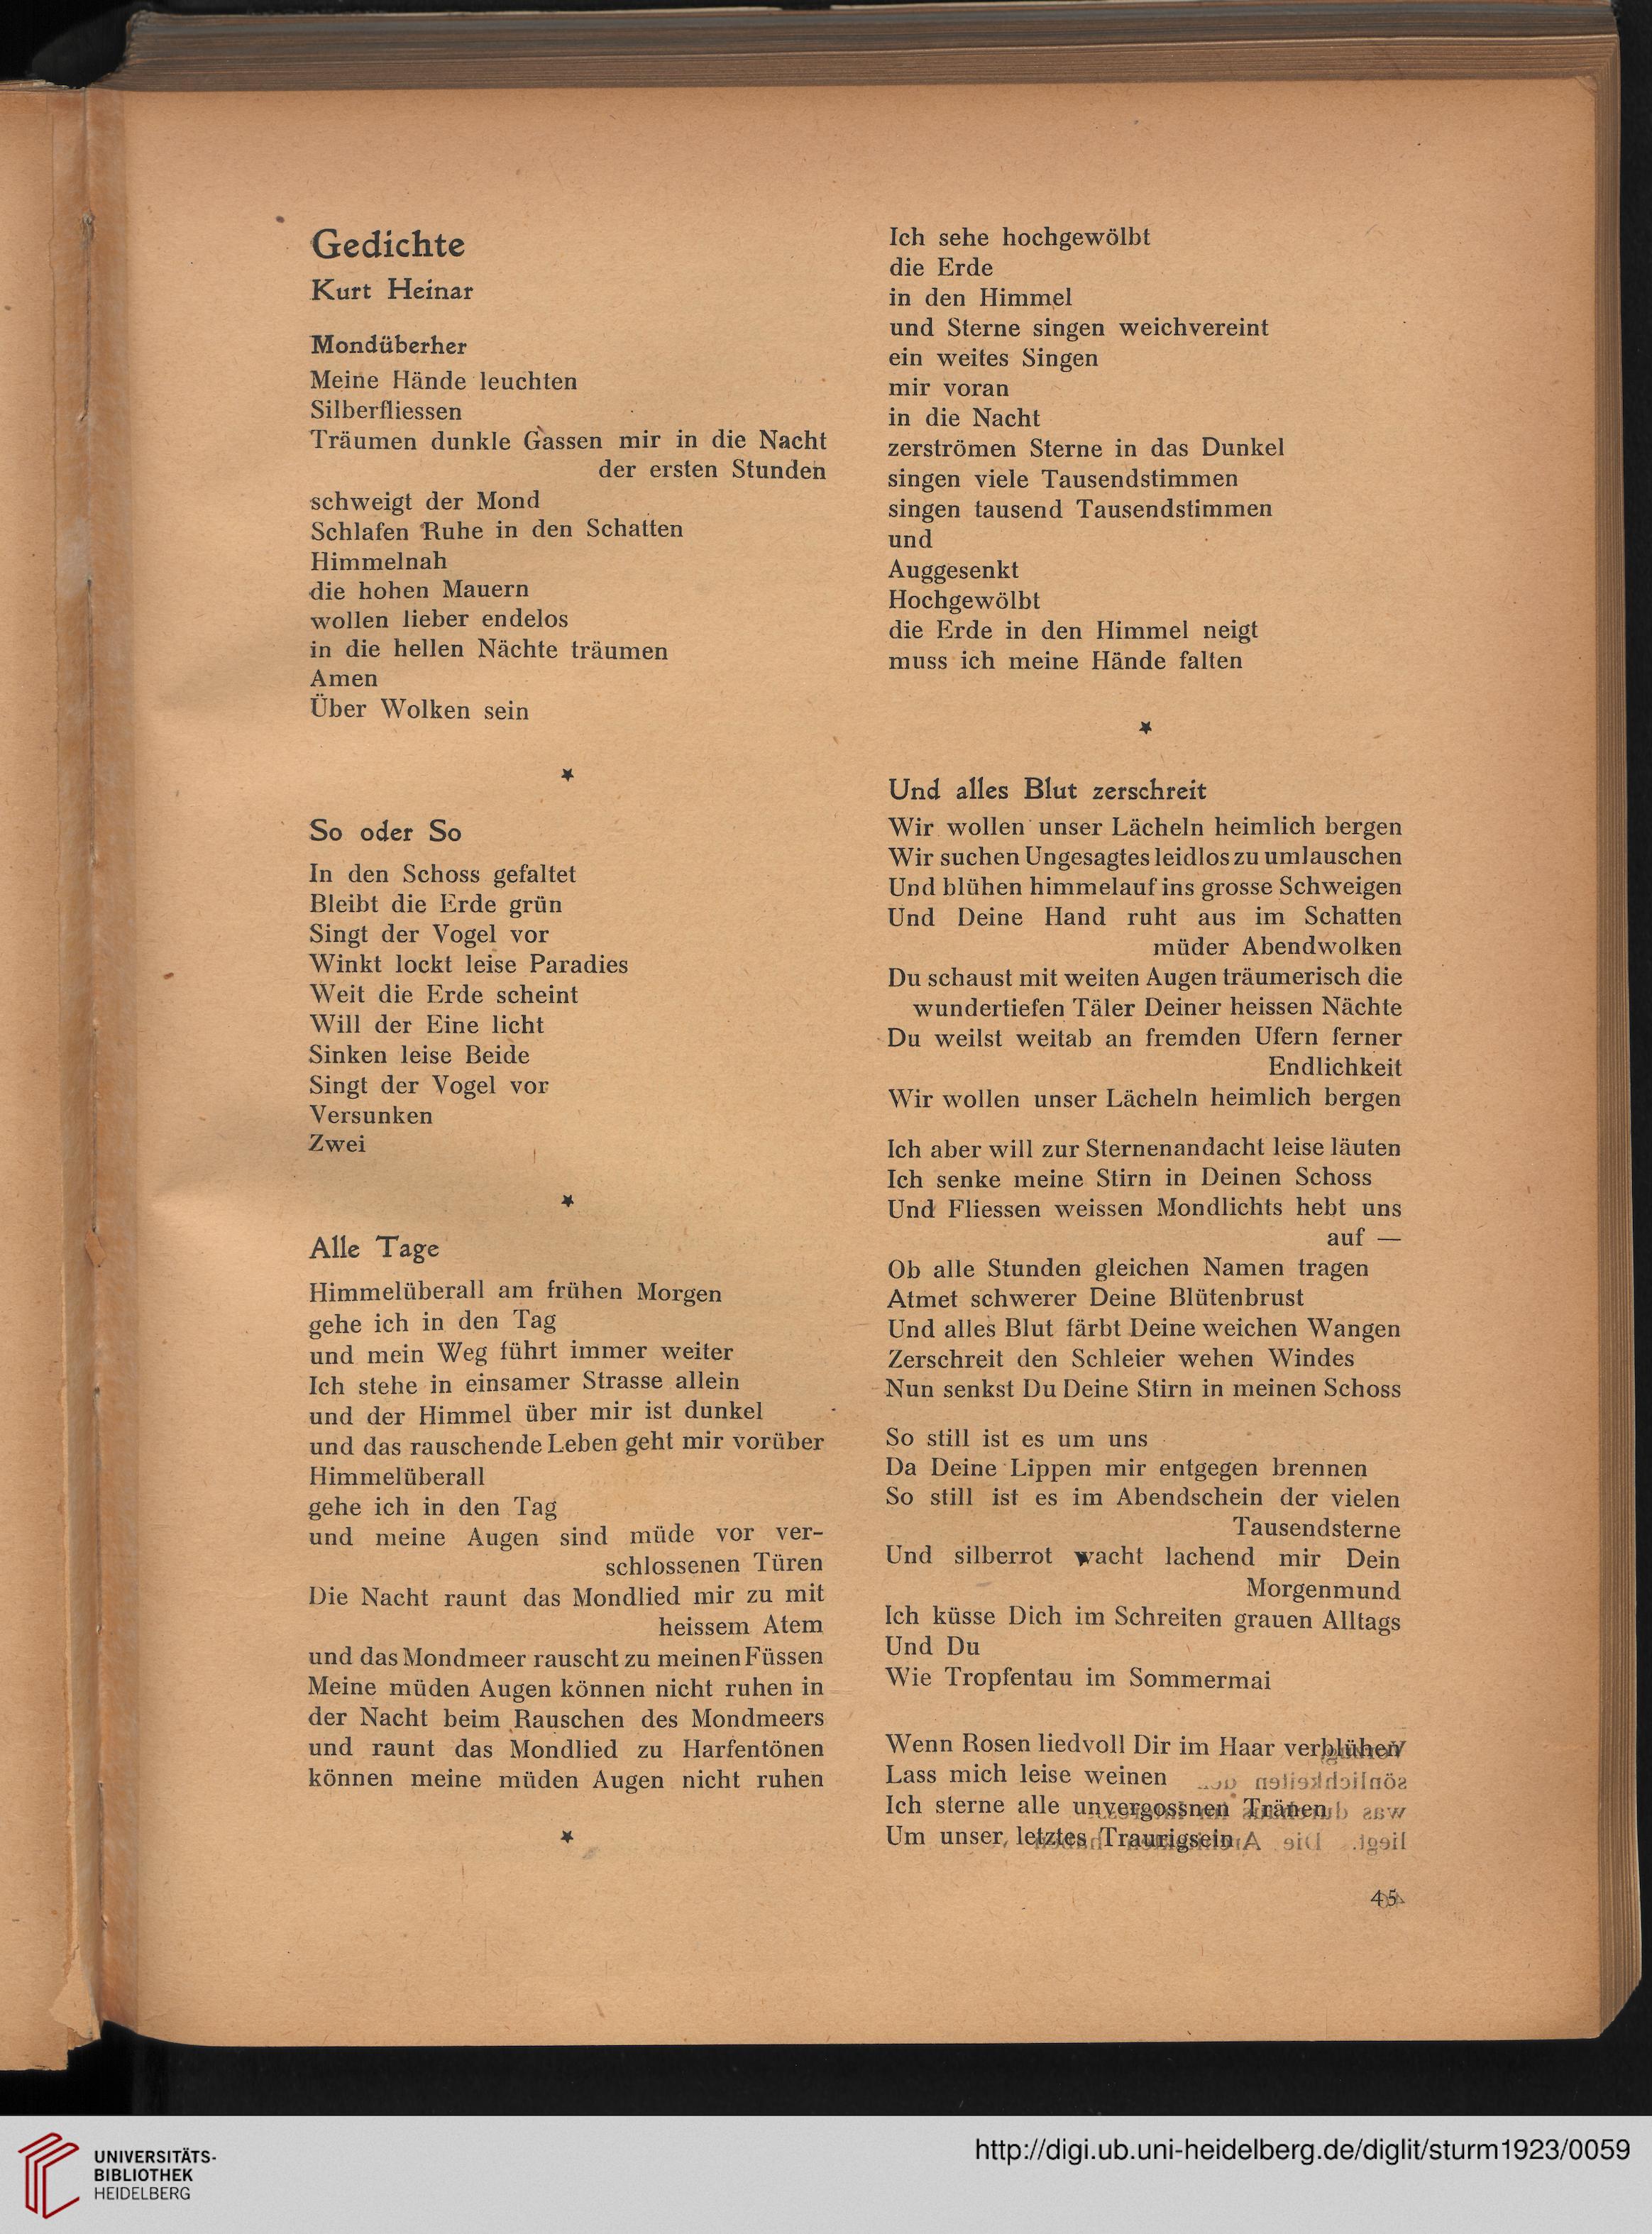 Gedichte
Kurt Heinar
Mondüberher
Meine Hände leuchten
Silberfliessen
Träumen dunkle Gassen mir in die Nacht
der ersten Stunden
schweigt der Mond
Schlafen Ruhe in den Schatten
Himmelnah
die hohen Mauern
wollen lieber endelos
in die hellen Nächte träumen
Amen
Über Wolken sein
*
So oder So
In den Schoss gefaltet
Bleibt die Erde grün
Singt der Vogel vor
Winkt lockt leise Paradies
Weit die Erde scheint
Will der Eine licht
Sinken leise Beide
Singt der Vogel vor
Versunken
Zwei
*
Alle Tage
Himmelüberall am frühen Morgen
gehe ich in den Tag
und mein Weg führt immer weiter
Ich stehe in einsamer Strasse allein
und der Himmel über mir ist dunkel
und das rauschende Leben geht mir vorüber
Himmelüberall
gehe ich in den Tag
und meine Augen sind müde vor ver-
schlossenen Türen
Die Nacht raunt das Mondlied mir zu mit
heissem Atem
und das Mondmeer rauscht zu meinen Füssen
Meine müden Augen können nicht ruhen in
der Nacht beim Rauschen des Mondmeers
und raunt das Mondlied zu Harfentönen
können meine müden Augen nicht ruhen
*
Ich sehe hochgewölbt
die Erde
in den Himmel
und Sterne singen weichvereint
ein weites Singen
mir voran
in die Nacht
zerströmen Sterne in das Dunkel
singen viele Tausendstimmen
singen tausend Tausendstimmen
und
Auggesenkt
Hochgewölbt
die Erde in den Himmel neigt
muss ich meine Hände falten
*
Und alles Blut zerschreit
Wir wollen unser Lächeln heimlich bergen
Wir suchen Ungesagtes leidlos zu umlauschen
Und blühen himmelauf ins grosse Schweigen
Und Deine Hand ruht aus im Schatten
müder Abendwolken
Du schaust mit weiten Augen träumerisch die
wundertiefen Täler Deiner heissen Nächte
Du weilst weitab an fremden Ufern ferner
Endlichkeit
Wir wollen unser Lächeln heimlich bergen
Ich aber will zur Sternenandacht leise läuten
Ich senke meine Stirn in Deinen Schoss
Und Fliessen weissen Mondlichts hebt uns
auf —
Ob alle Stunden gleichen Namen tragen
Atmet schwerer Deine Blütenbrust
Und alles Blut färbt Deine weichen Wangen
Zerschreit den Schleier wehen Windes
Nun senkst Du Deine Stirn in meinen Schoss
So still ist es um uns
Da Deine Lippen mir entgegen brennen
So still ist es im Abendschein der vielen
Tausendsterne
Und silberrot wacht lachend mir Dein
Morgenmund
Ich küsse Dich im Schreiten grauen Alltags
Und Du
Wie Tropfentau im Sommermai
Wenn Rosen liedvoll Dir im Haar verblühen
Lass mich leise weinen
Ich sterne alle unvergossnen Tränen
Um unser letztes Traurigsein
45
UNIVERSITÄTS-
BIBLIOTHEK
HEIDELBERG
http://digi.ub.uni-heidelberg.de/diglit/sturm1923/0059